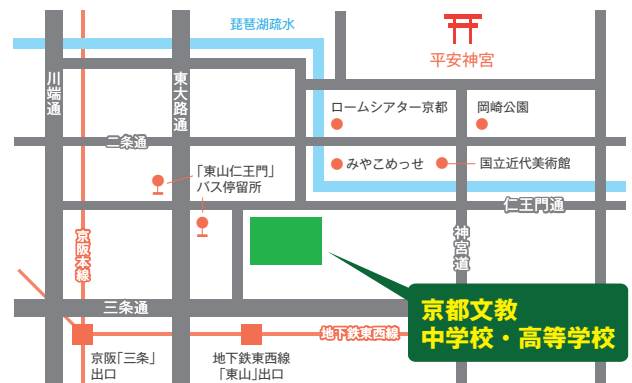 琵琶湖疏水
平安神宮
川端通
東大路通
ロームシアター京都
岡崎公園
二条通
「東山仁王門」
バス停留所
みやこめっせ
国立近代美術館
仁王門通
京阪本線
神宮道
三条通
京都文教
中学校・高等学校
地下鉄東西線
京阪「三条」
出口
地下鉄東西線
「東山」出口